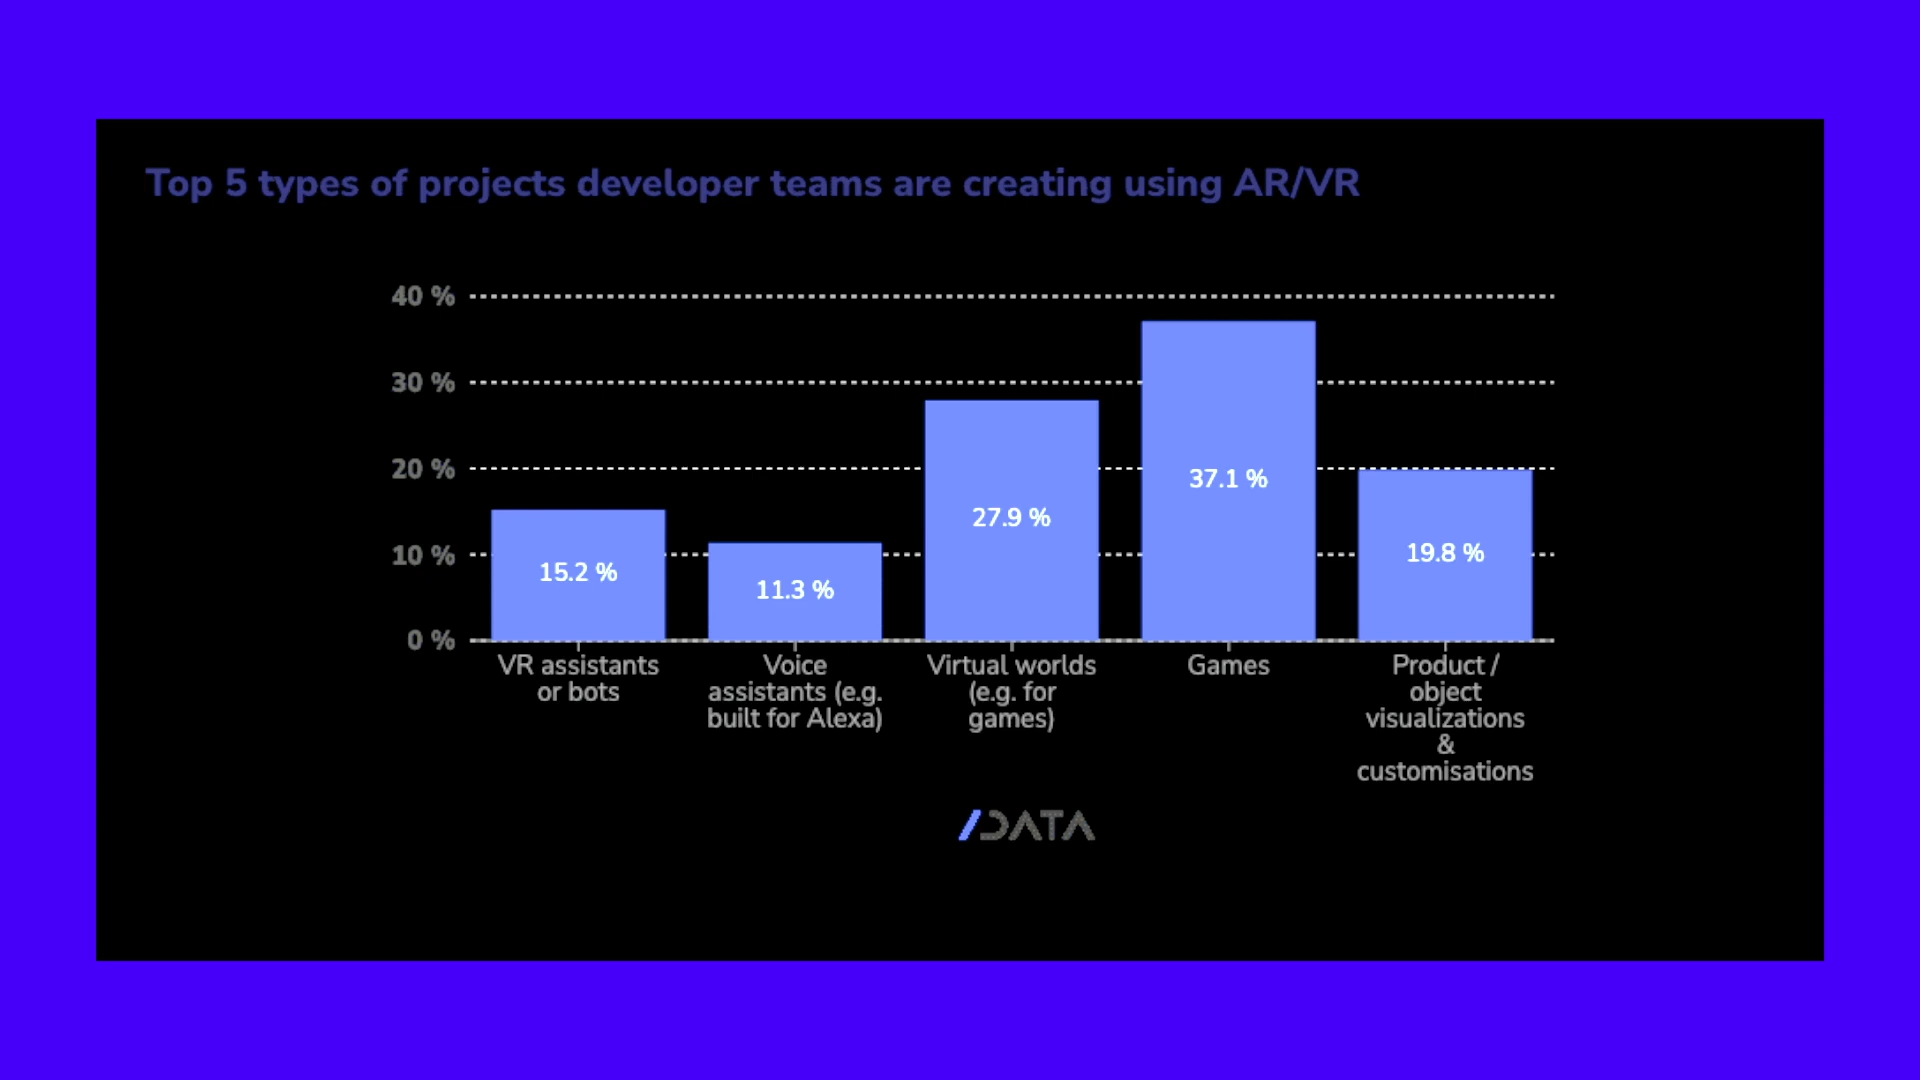 Top 5 types of projects developer teams are creating using AR/VR
40 %
30 %
20 %
10 %
0 %
15.2 %
11.3 %
27.9 %
37.1 %
19.8 %
VR assistants
or bots
Voice
assistants (e.g.
built for Alexa)
Virtual worlds
(e.g. for
games)
Games
Product /
object
visualizations
&
customisations
/DATA